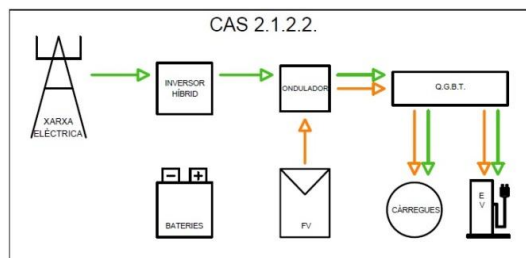 CAS 2.1.2.2.
XARXA
ELÈCTRICA
INVERSOR
HÍBRID
ONDULADOR
Q.G.B.T.
BATERIES
FV
CÀRREGUES
E
V